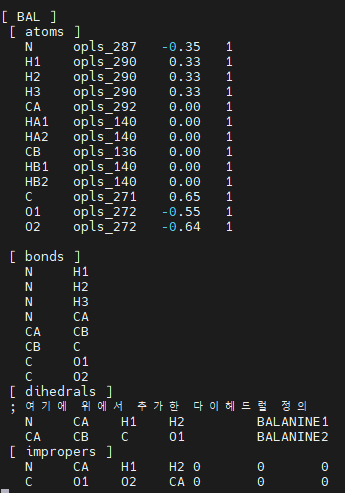 [ BAL ]
[ atoms ]
N opls_287 -0.35 1
H1 opls_290 0.33 1
H2 opls_290 0.33 1
H3 opls_290 0.33 1
CA opls_292 0.00 1
HA1 opls_140 0.00 1
HA2 opls_140 0.00 1
CB opls_136 0.00 1
HB1 opls_140 0.00 1
HB2 opls_140 0.00 1
C opls_271 0.65 1
O1 opls_272 -0.55 1
O2 opls_272 -0.64 1
[ bonds ]
N H1
N H2
N H3
N CA
CA CB
CB C
C O1
C O2
[ dihedrals ]
; 여기에 위에서 추가한 다이헤드럴 정의
N CA H1 H2 BALANINE1
CA CB C O1 BALANINE2
[ impropers ]
N CA H1 H2 0 0 0
C O1 O2 CA 0 0 0